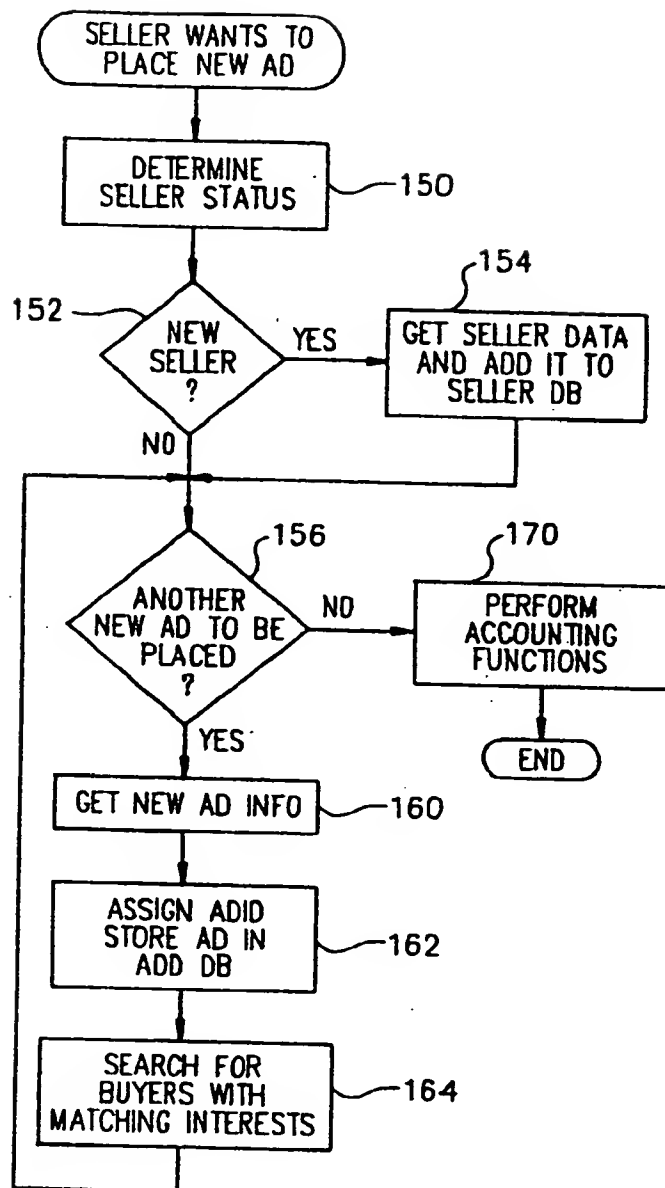 SELLER WANTS TO
PLACE NEW AD
DETERMINE
SELLER STATUS
150
152
NEW
SELLER
?
YES
NO
154
GET SELLER DATA
AND ADD IT TO
SELLER DB
156
ANOTHER
NEW AD TO BE
PLACED
?
NO
YES
170
PERFORM
ACCOUNTING
FUNCTIONS
END
GET NEW AD INFO
160
ASSIGN ADID
STORE AD IN
ADD DB
162
SEARCH FOR
BUYERS WITH
MATCHING INTERESTS
164